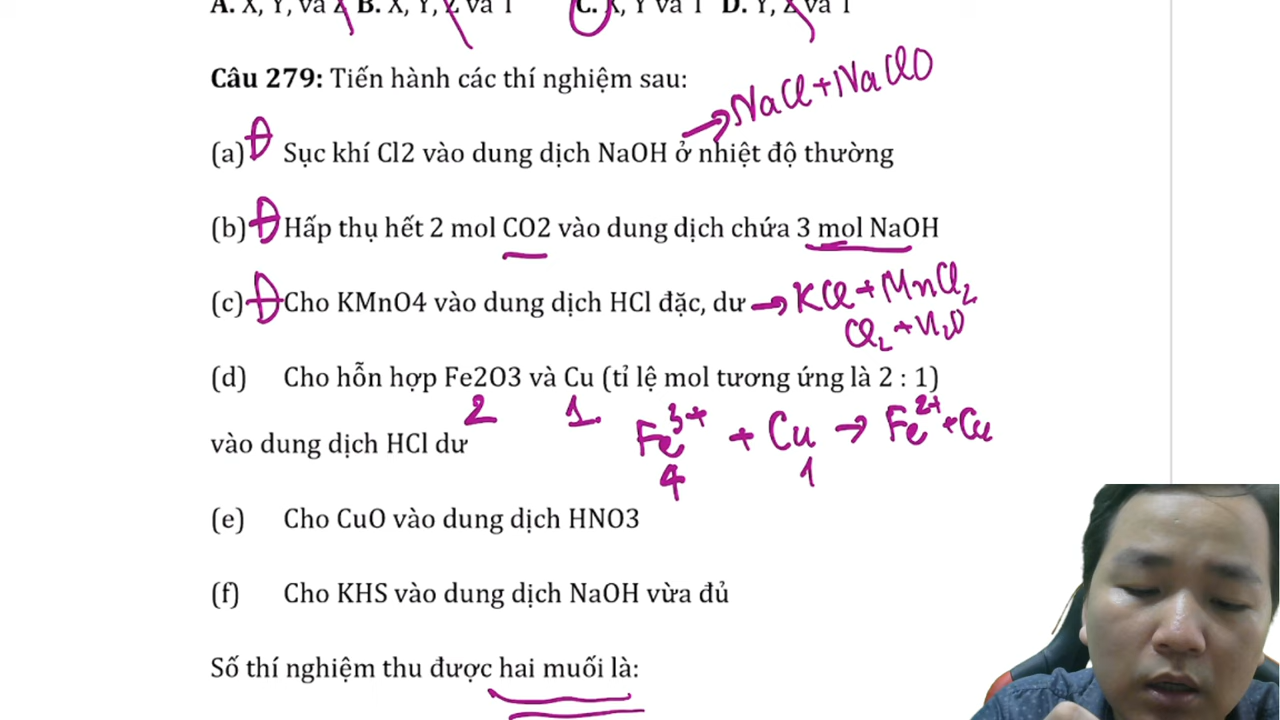 A. X, Y, và Z B. X, Y, Z và T C. X, Y và T D. Y, Z và T
Câu 279: Tiến hành các thí nghiệm sau:
→ NaCl + NaClO
(a) Sục khí Cl2 vào dung dịch NaOH ở nhiệt độ thường
(b) Hấp thụ hết 2 mol CO2 vào dung dịch chứa 3 mol NaOH
(c) Cho KMnO4 vào dung dịch HCl đặc, dư → KCl + MnCl2
Cl2 + H2O
(d) Cho hỗn hợp Fe2O3 và Cu (tỉ lệ mol tương ứng là 2 : 1)
2 1
vào dung dịch HCl dư Fe3+ + Cu → Fe2+ + Cu
4 1
(e) Cho CuO vào dung dịch HNO3
(f) Cho KHS vào dung dịch NaOH vừa đủ
Số thí nghiệm thu được hai muối là: